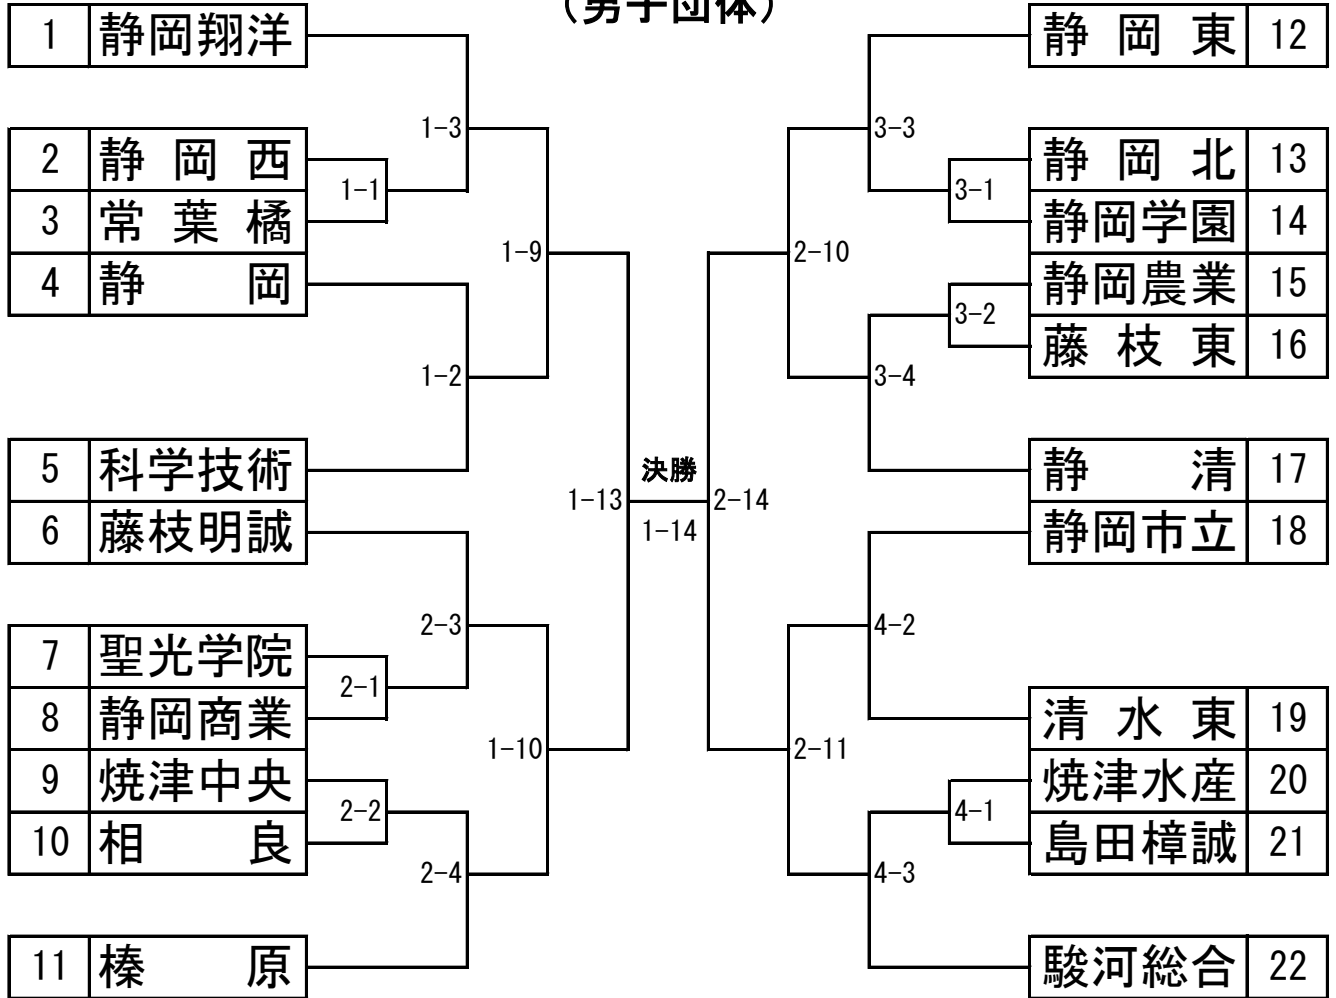 （男子団体）
1 静岡翔洋
2 静岡西
3 常葉橘
4 静岡
5 科学技術
6 藤枝明誠
7 聖光学院
8 静岡商業
9 焼津中央
10 相良
11 榛原
1-3
1-1
1-9
1-2
1-13
2-3
2-1
1-10
2-2
2-4
決勝
1-14
2-14
3-3
3-1
2-10
3-2
3-4
4-2
2-11
4-1
4-3
静岡東 12
静岡北 13
静岡学園 14
静岡農業 15
藤枝東 16
静清 17
静岡市立 18
清水東 19
焼津水産 20
島田樟誠 21
駿河総合 22